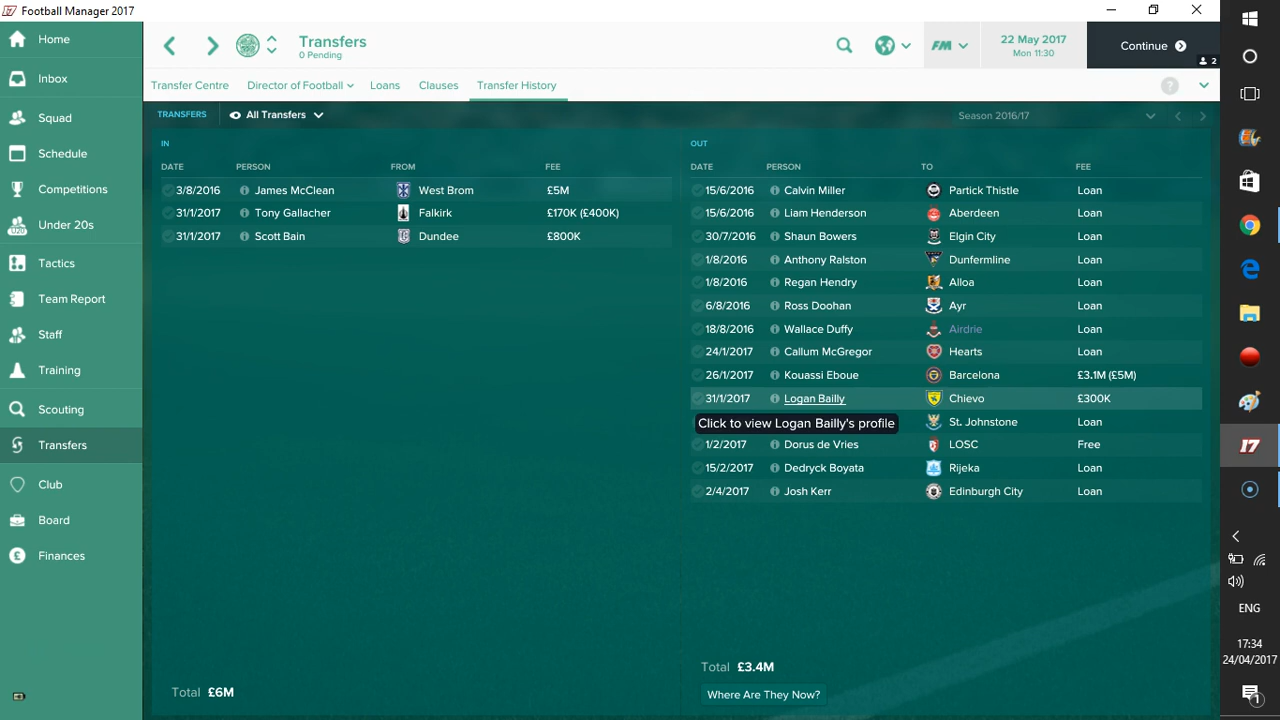 17 Football Manager 2017
Home
Inbox
Squad
Schedule
Competitions
U20
Under 20s
Tactics
Team Report
Staff
Training
Scouting
Transfers
Club
Board
£ Finances
Transfers
0 Pending
FM
22 May 2017
Mon 11:30
Continue
2
Transfer Centre Director of Football Loans Clauses Transfer History ?
TRANSFERS All Transfers Season 2016/17
IN
DATE PERSON FROM FEE
3/8/2016 James McClean West Brom £5M
31/1/2017 Tony Gallacher Falkirk £170K (£400K)
31/1/2017 Scott Bain Dundee £800K
Total £6M
OUT
DATE PERSON TO FEE
15/6/2016 Calvin Miller Partick Thistle Loan
15/6/2016 Liam Henderson Aberdeen Loan
30/7/2016 Shaun Bowers Elgin City Loan
1/8/2016 Anthony Ralston Dunfermline Loan
1/8/2016 Regan Hendry Alloa Loan
6/8/2016 Ross Doohan Ayr Loan
18/8/2016 Wallace Duffy Airdrie Loan
24/1/2017 Callum McGregor Hearts Loan
26/1/2017 Kouassi Eboue Barcelona £3.1M (£5M)
31/1/2017 Logan Bailly Chievo £300K
Click to view Logan Bailly's profile St. Johnstone Loan
1/2/2017 Dorus de Vries LOSC Free
15/2/2017 Dedryck Boyata Rijeka Loan
2/4/2017 Josh Kerr Edinburgh City Loan
Total £3.4M
Where Are They Now?
17
ENG
17:34
24/04/2017
1